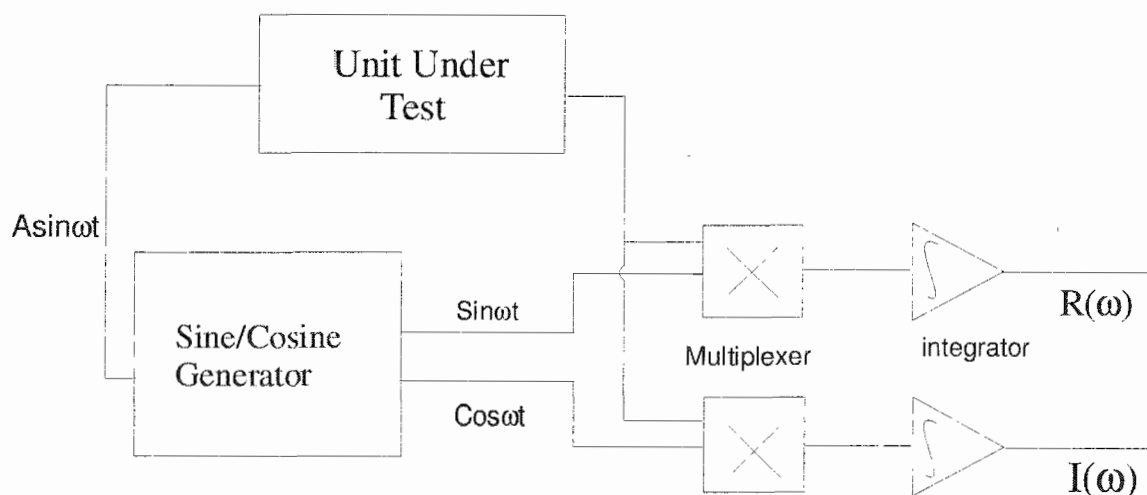 Unit Under
Test
Asinωt
Sine/Cosine
Generator
Sinωt
Cosωt
Multiplexer
integrator
R(ω)
I(ω)